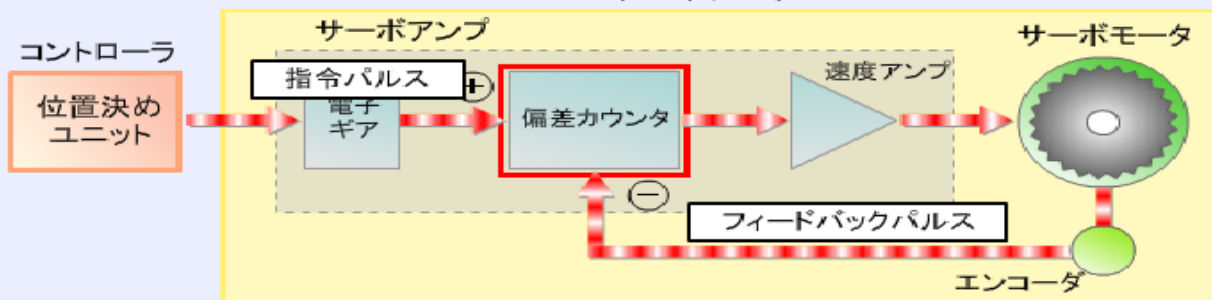 サーボアンプ
サーボモータ
コントローラ
指令パルス
⊕
速度アンプ
位置決め
ユニット
電子
ギア
偏差カウンタ
⊖
フィードバックパルス
エンコーダ